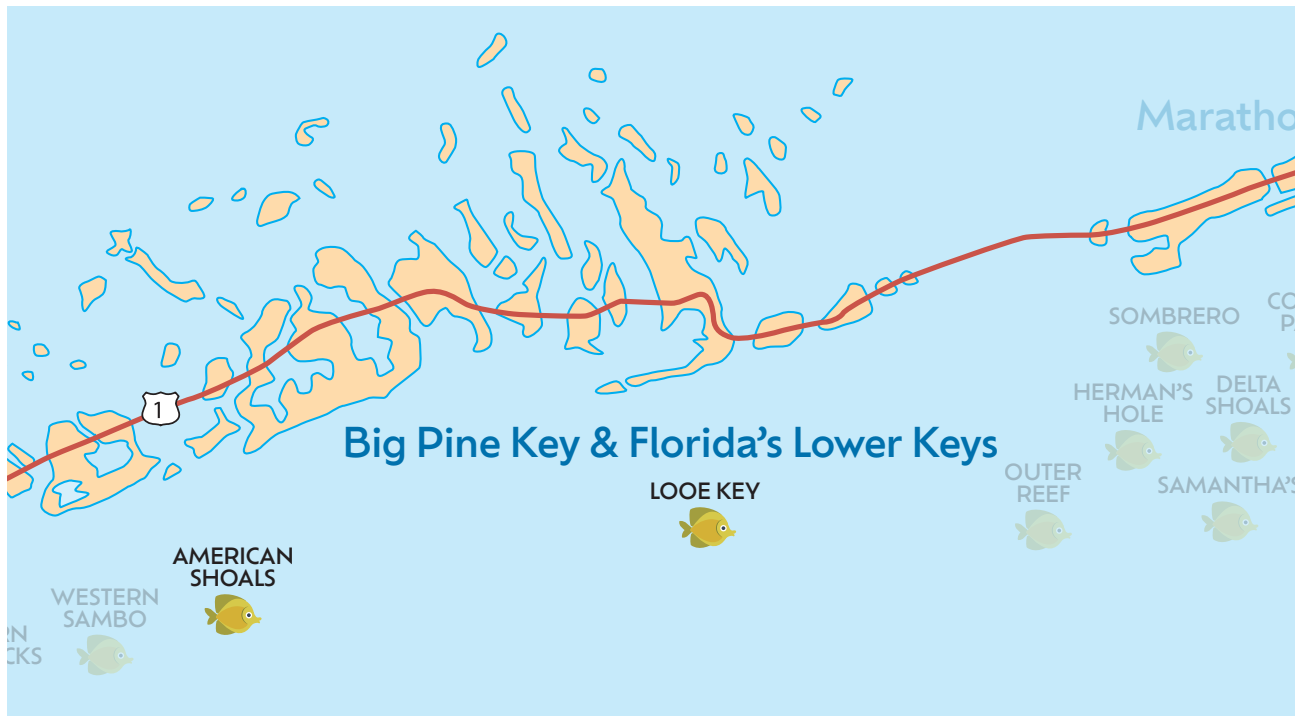 Maratho
SOMBRERO
CO
P
HERMAN'S
HOLE
DELTA
SHOALS
1
Big Pine Key & Florida's Lower Keys
OUTER
REEF
SAMANTHA'S
LOOE KEY
AMERICAN
SHOALS
WESTERN
SAMBO
RN
CKS